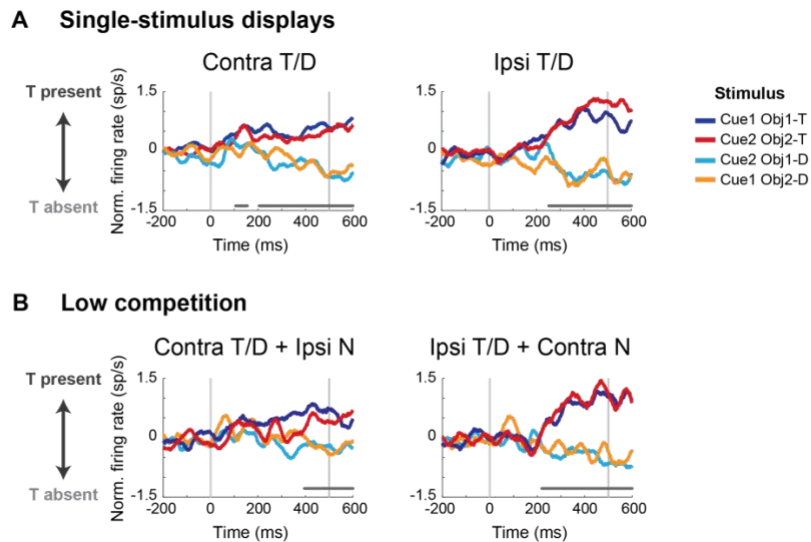 A Single-stimulus displays
Contra T/D
Ipsi T/D
T present
T absent
Norm. firing rate (sp/s)
1.5
0
-1.5
-200 0 200 400 600
Time (ms)
1.5
0
-1.5
-200 0 200 400 600
Time (ms)
Stimulus
Cue1 Obj1-T
Cue2 Obj2-T
Cue2 Obj1-D
Cue1 Obj2-D
B Low competition
Contra T/D + Ipsi N
Ipsi T/D + Contra N
T present
T absent
Norm. firing rate (sp/s)
1.5
0
-1.5
-200 0 200 400 600
Time (ms)
1.5
0
-1.5
-200 0 200 400 600
Time (ms)